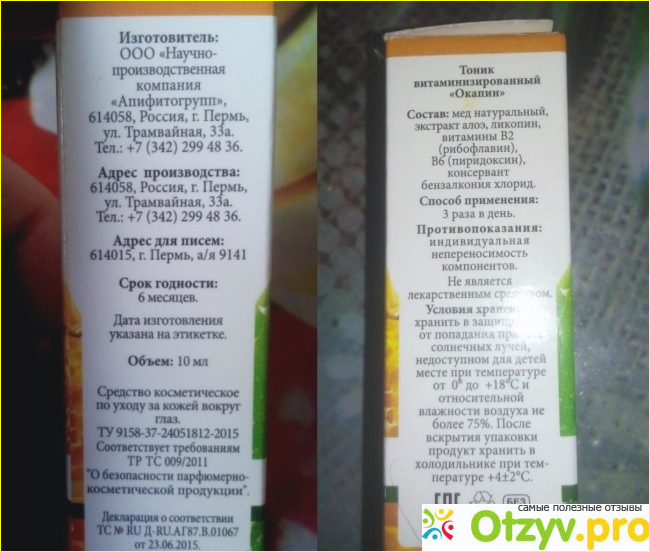 Изготовитель:
ООО «Научно-
производственная
компания
«Апифитогрупп»,
614058, Россия, г. Пермь,
ул. Трамвайная, 33а.
Тел.: +7 (342) 299 48 36.
Адрес производства:
614058, Россия, г. Пермь,
ул. Трамвайная, 33а.
Тел.: +7 (342) 299 48 36.
Адрес для писем:
614015, г. Пермь, а/я 9141
Срок годности:
6 месяцев.
Дата изготовления
указана на этикетке.
Объем: 10 мл
Средство косметическое
по уходу за кожей вокруг
глаз.
ТУ 9158-37-24051812-2015
Соответствует требованиям
ТР ТС 009/2011
"О безопасности парфюмерно-
косметической продукции".
Декларация о соответствии
ТС № RU Д-RU.АГ87.В.01067
от 23.06.2015.
Тоник
витаминизированный
«Окапин»
Состав: мед натуральный,
экстракт алоэ, ликопин,
витамины В2
(рибофлавин),
В6 (пиридоксин),
консервант
бензалкония хлорид.
Способ применения:
3 раза в день.
Противопоказания:
индивидуальная
непереносимость
компонентов.
Не является
лекарственным средством.
Условия
хранить в
от попадания
солнечных лучей,
недоступном для детей
месте при температуре
от 0° до +18°С и
относительной
влажности воздуха не
более 75%. После
вскрытия упаковки
продукт хранить в
холодильнике при тем-
пературе +4±2°С.
БЕЗ
самые полезные отзывы
Otzyv.pro